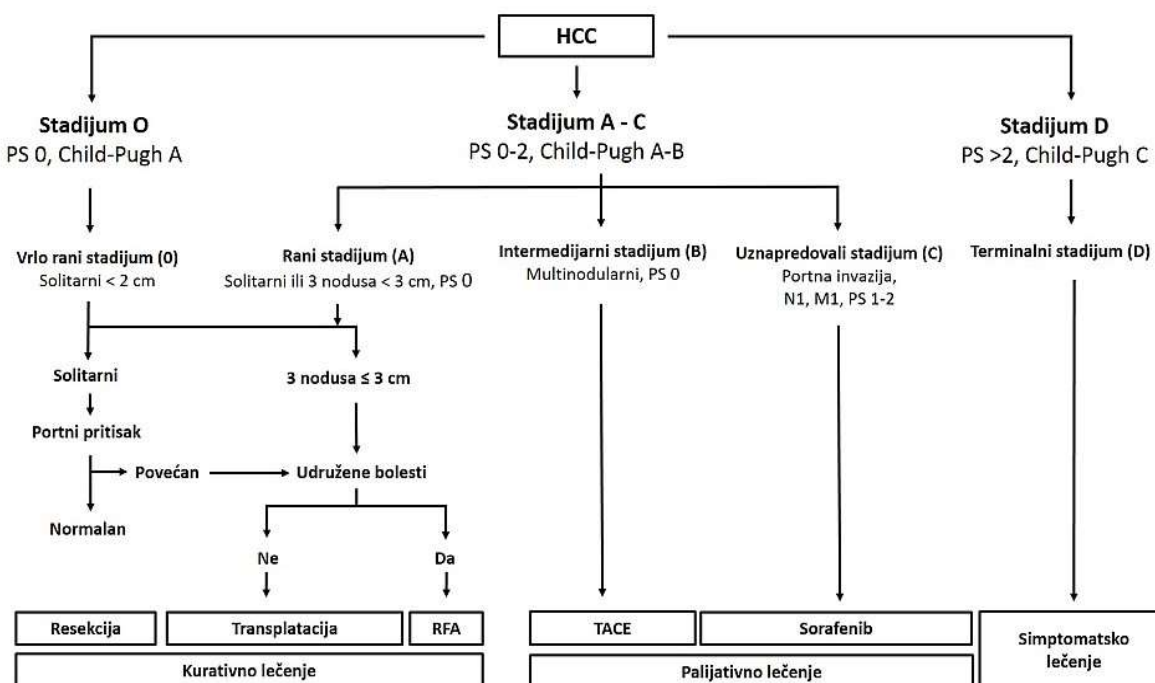 HCC
Stadijum O
PS 0, Child-Pugh A
Stadijum A - C
PS 0-2, Child-Pugh A-B
Stadijum D
PS >2, Child-Pugh C
Vrlo rani stadijum (0)
Solitarni < 2 cm
Rani stadijum (A)
Solitarni ili 3 nodusa < 3 cm, PS 0
Intermedijarni stadijum (B)
Multinodularni, PS 0
Uznapredovali stadijum (C)
Portna invazija,
N1, M1, PS 1-2
Terminalni stadijum (D)
Solitarni
3 nodusa ≤ 3 cm
Portni pritisak
Povećan
Udružene bolesti
Normalan
Ne
Da
Resekcija
Transplatacija
RFA
TACE
Sorafenib
Simptomatsko
lečenje
Kurativno lečenje
Palijativno lečenje